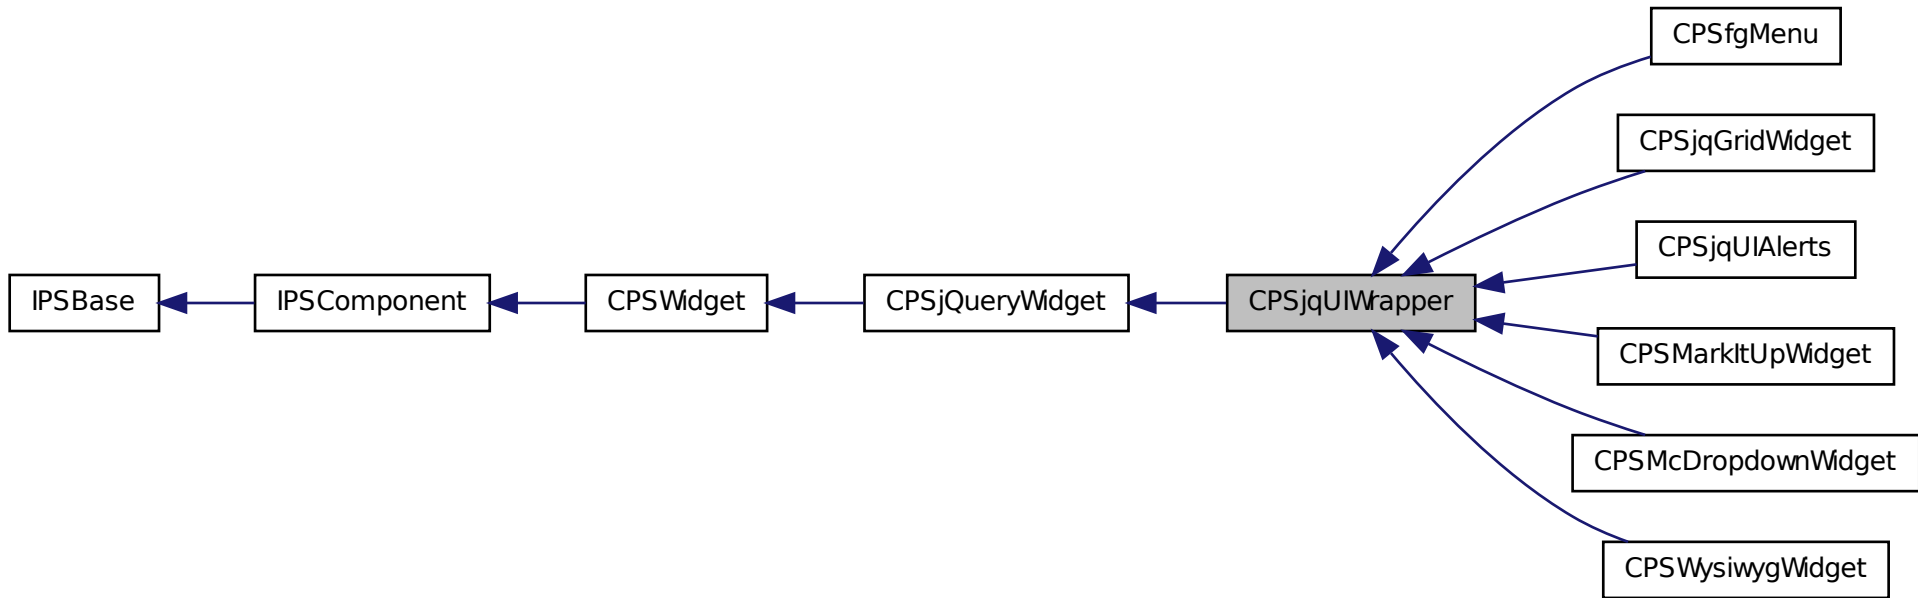 CPSfgMenu
CPSjqGridWidget
CPSjqUIAlerts
IPSBase
IPSComponent
CPSWidget
CPSjQueryWidget
CPSjqUIWrapper
CPSMarkItUpWidget
CPSMcDropdownWidget
CPSWysiwygWidget